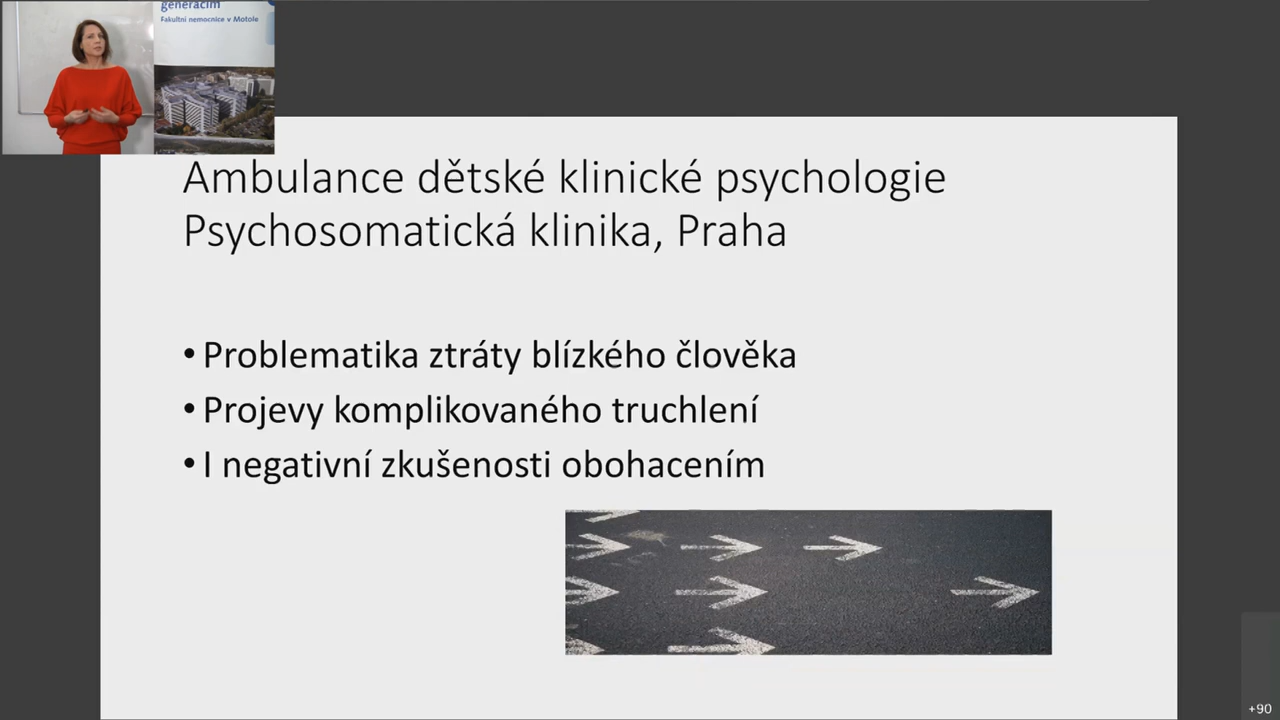 generacím
Fakultní nemocnice v Motole
Ambulance dětské klinické psychologie
Psychosomatická klinika, Praha
• Problematika ztráty blízkého člověka
• Projevy komplikovaného truchlení
• I negativní zkušenosti obohacením
+90